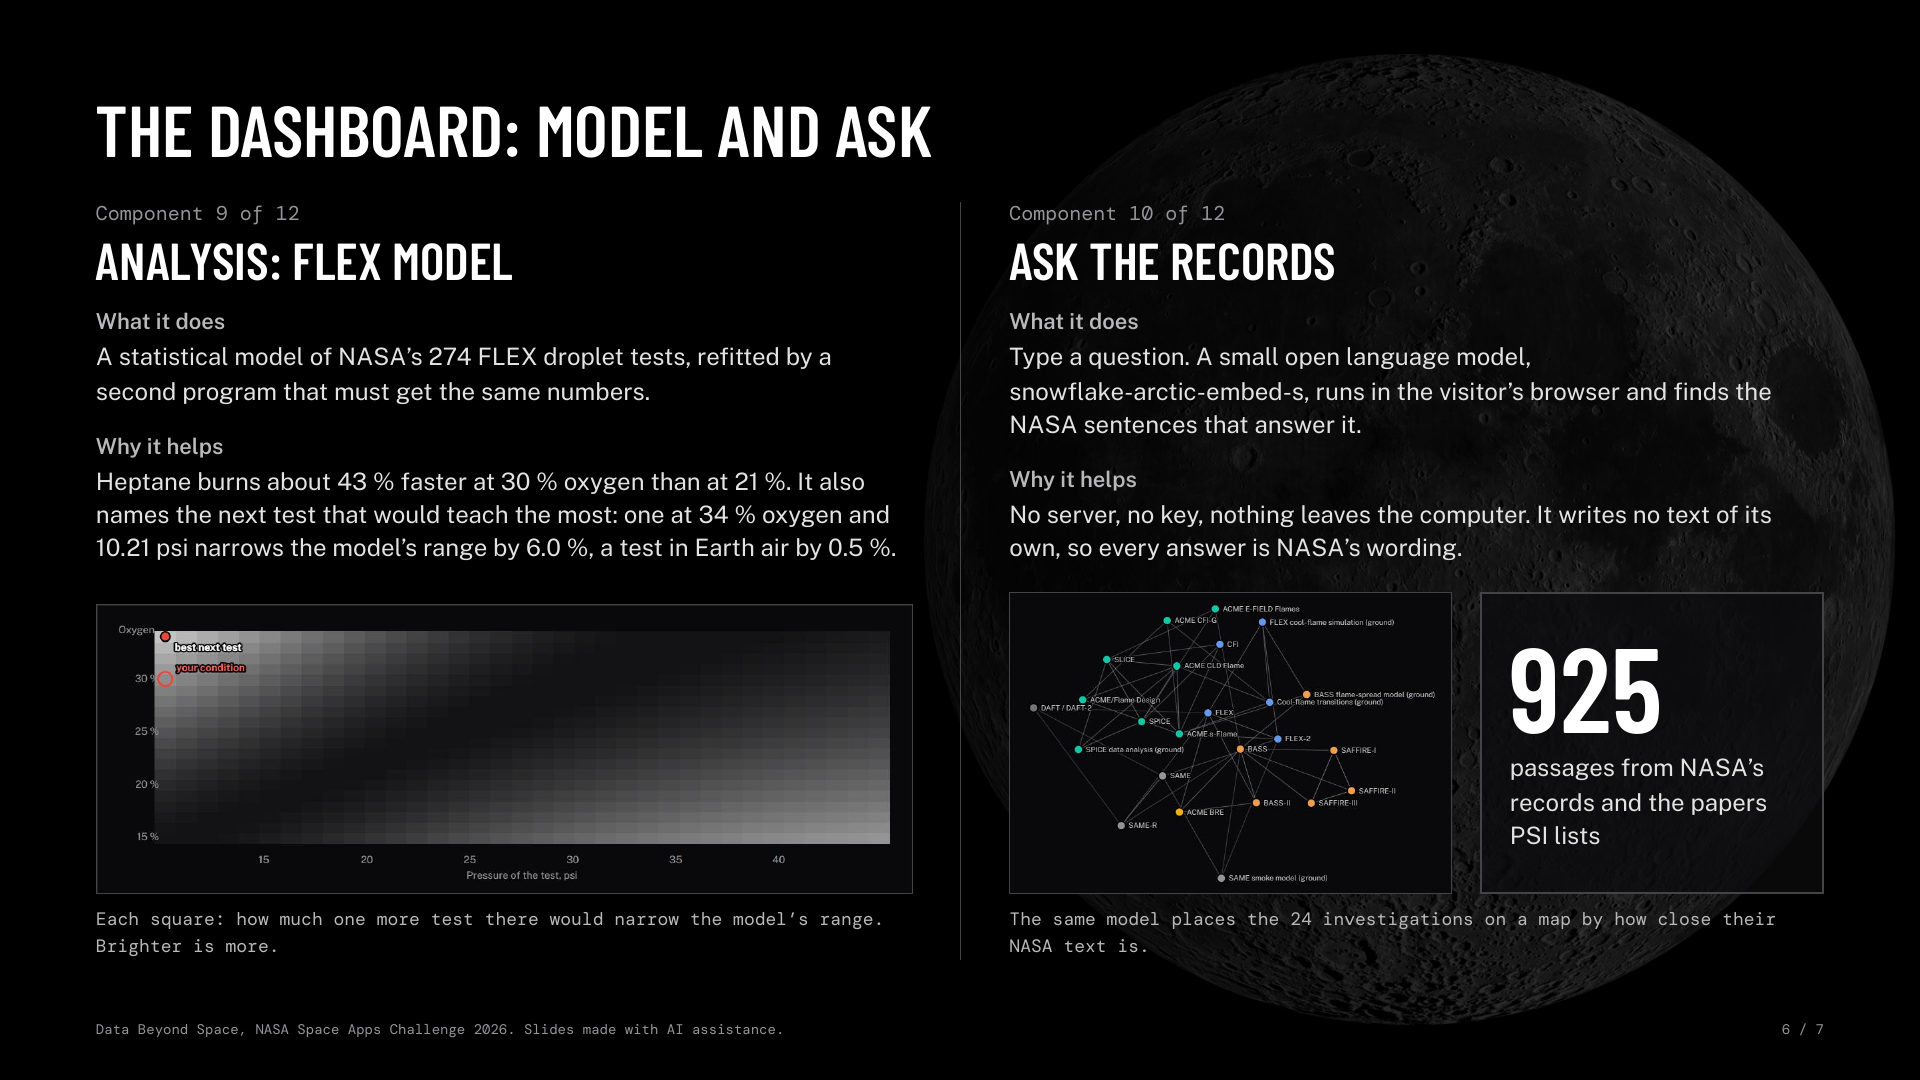 THE DASHBOARD: MODEL AND ASK
Component 9 of 12
ANALYSIS: FLEX MODEL
What it does
A statistical model of NASA’s 274 FLEX droplet tests, refitted by a
second program that must get the same numbers.
Why it helps
Heptane burns about 43 % faster at 30 % oxygen than at 21 %. It also
names the next test that would teach the most: one at 34 % oxygen and
10.21 psi narrows the model’s range by 6.0 %, a test in Earth air by 0.5 %.
Oxygen
best next test
your condition
30 %
25 %
20 %
15 %
15 20 25 30 35 40
Pressure of the test, psi
Each square: how much one more test there would narrow the model’s range.
Brighter is more.
Component 10 of 12
ASK THE RECORDS
What it does
Type a question. A small open language model,
snowflake-arctic-embed-s, runs in the visitor’s browser and finds the
NASA sentences that answer it.
Why it helps
No server, no key, nothing leaves the computer. It writes no text of its
own, so every answer is NASA’s wording.
ACME E-FIELD Flames
ACME CFI-G
FLEX cool-flame simulation (ground)
CFI
SLICE
ACME CLD Flame
BASS flame-spread model (ground)
ACME/Flame Design
Cool-flame transitions (ground)
DAFT / DAFT-2
FLEX
SPICE
ACME s-Flame
FLEX-2
SPICE data analysis (ground)
BASS
SAFFIRE-I
SAME
SAFFIRE-II
BASS-II
SAFFIRE-III
ACME BRE
SAME-R
SAME smoke model (ground)
925
passages from NASA’s
records and the papers
PSI lists
The same model places the 24 investigations on a map by how close their
NASA text is.
Data Beyond Space, NASA Space Apps Challenge 2026. Slides made with AI assistance.
6 / 7